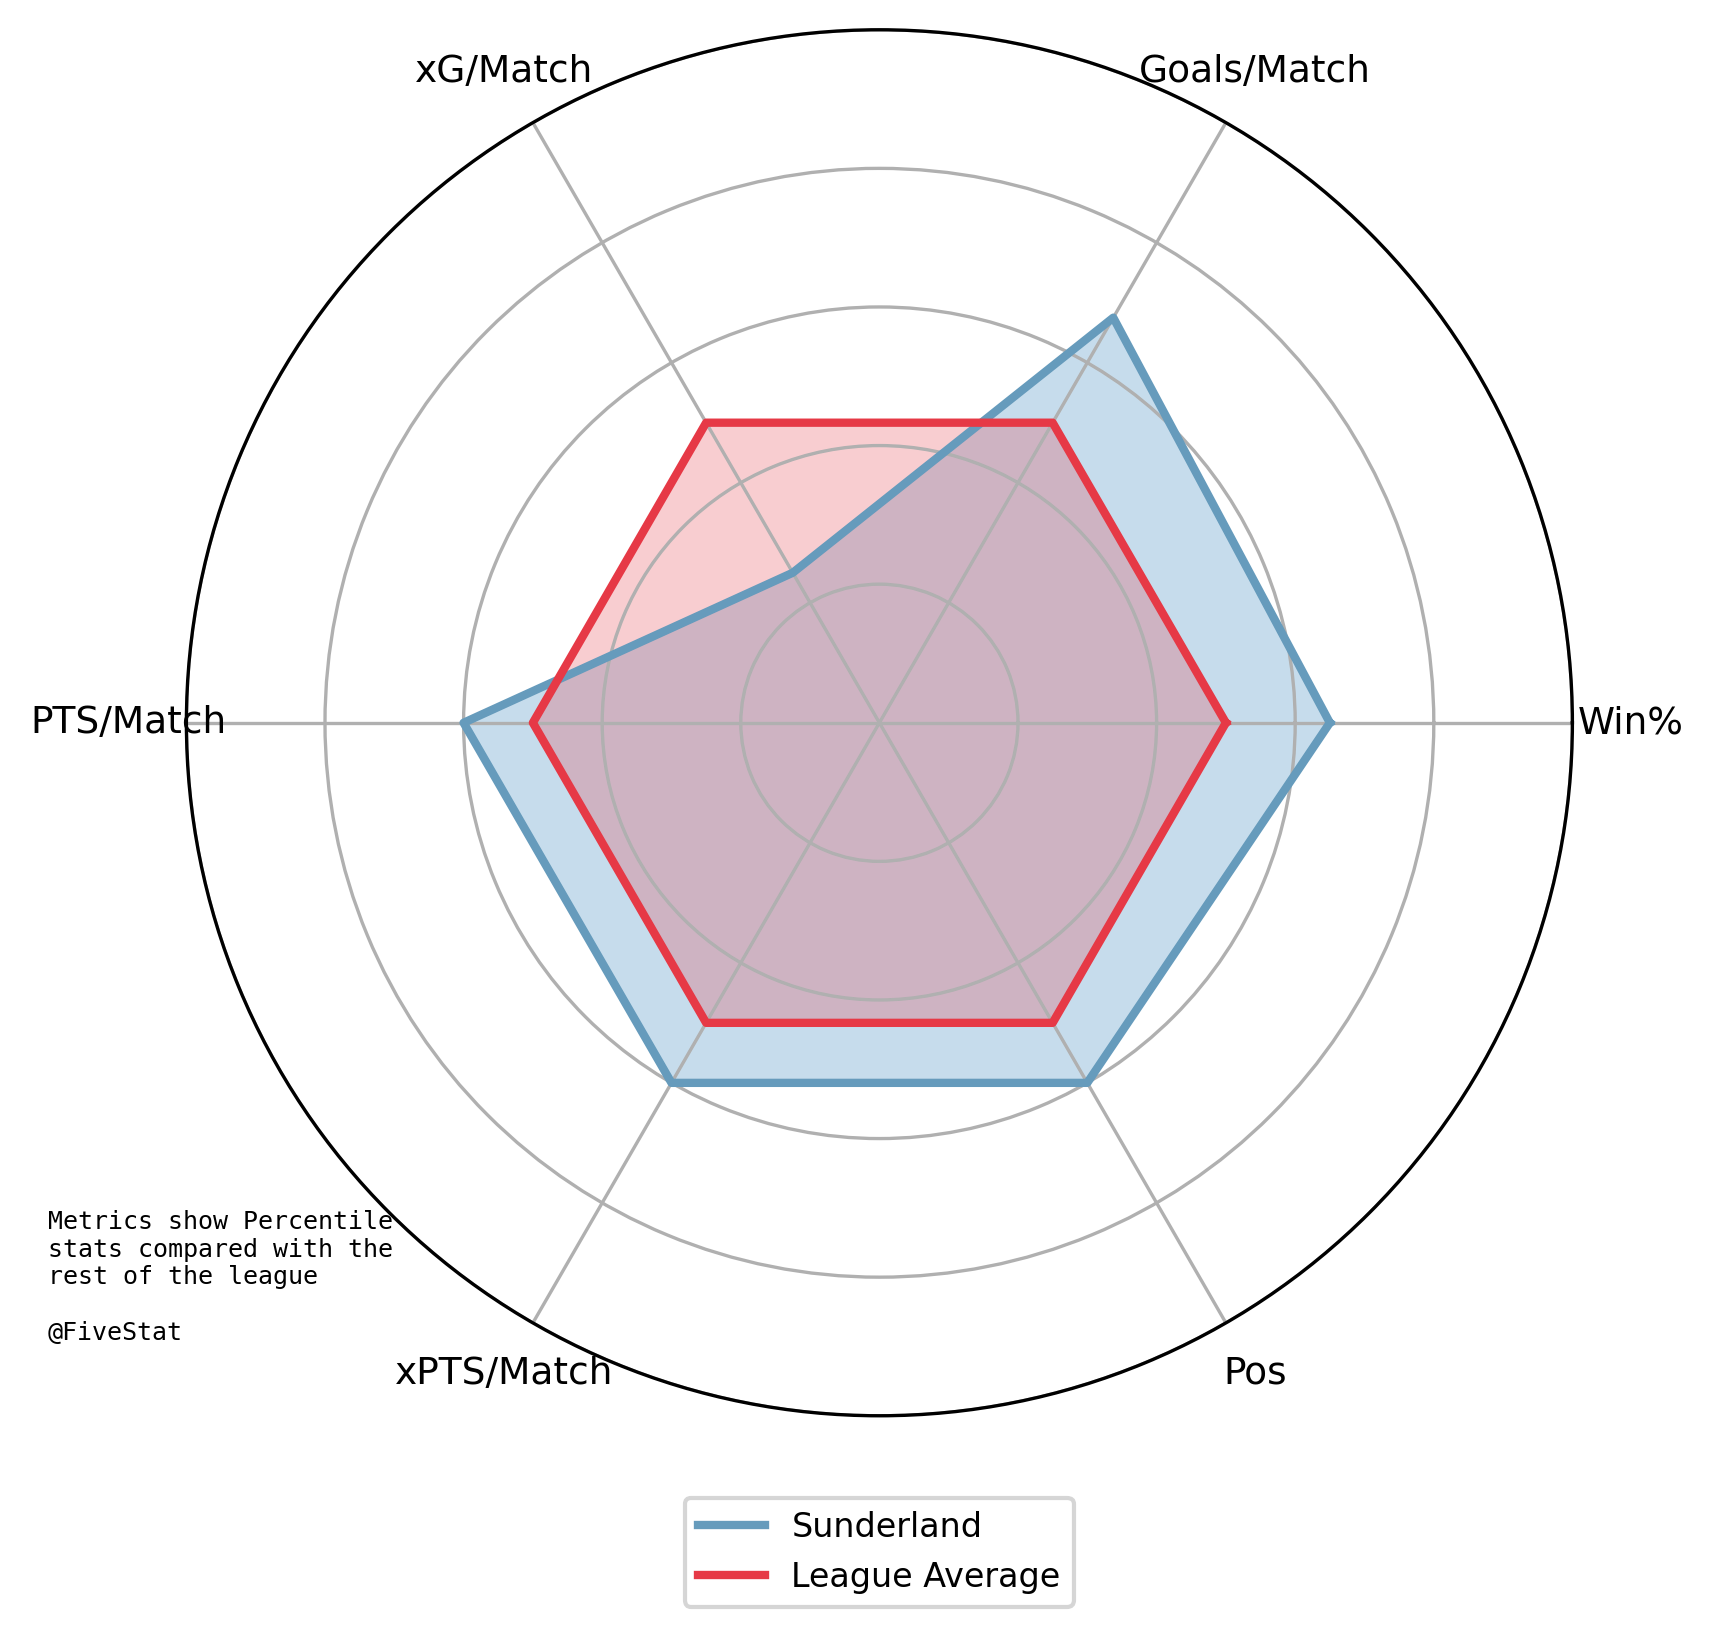 xG/Match
Goals/Match
PTS/Match
Win%
Metrics show Percentile
stats compared with the
rest of the league
@FiveStat
xPTS/Match
Pos
Sunderland
League Average